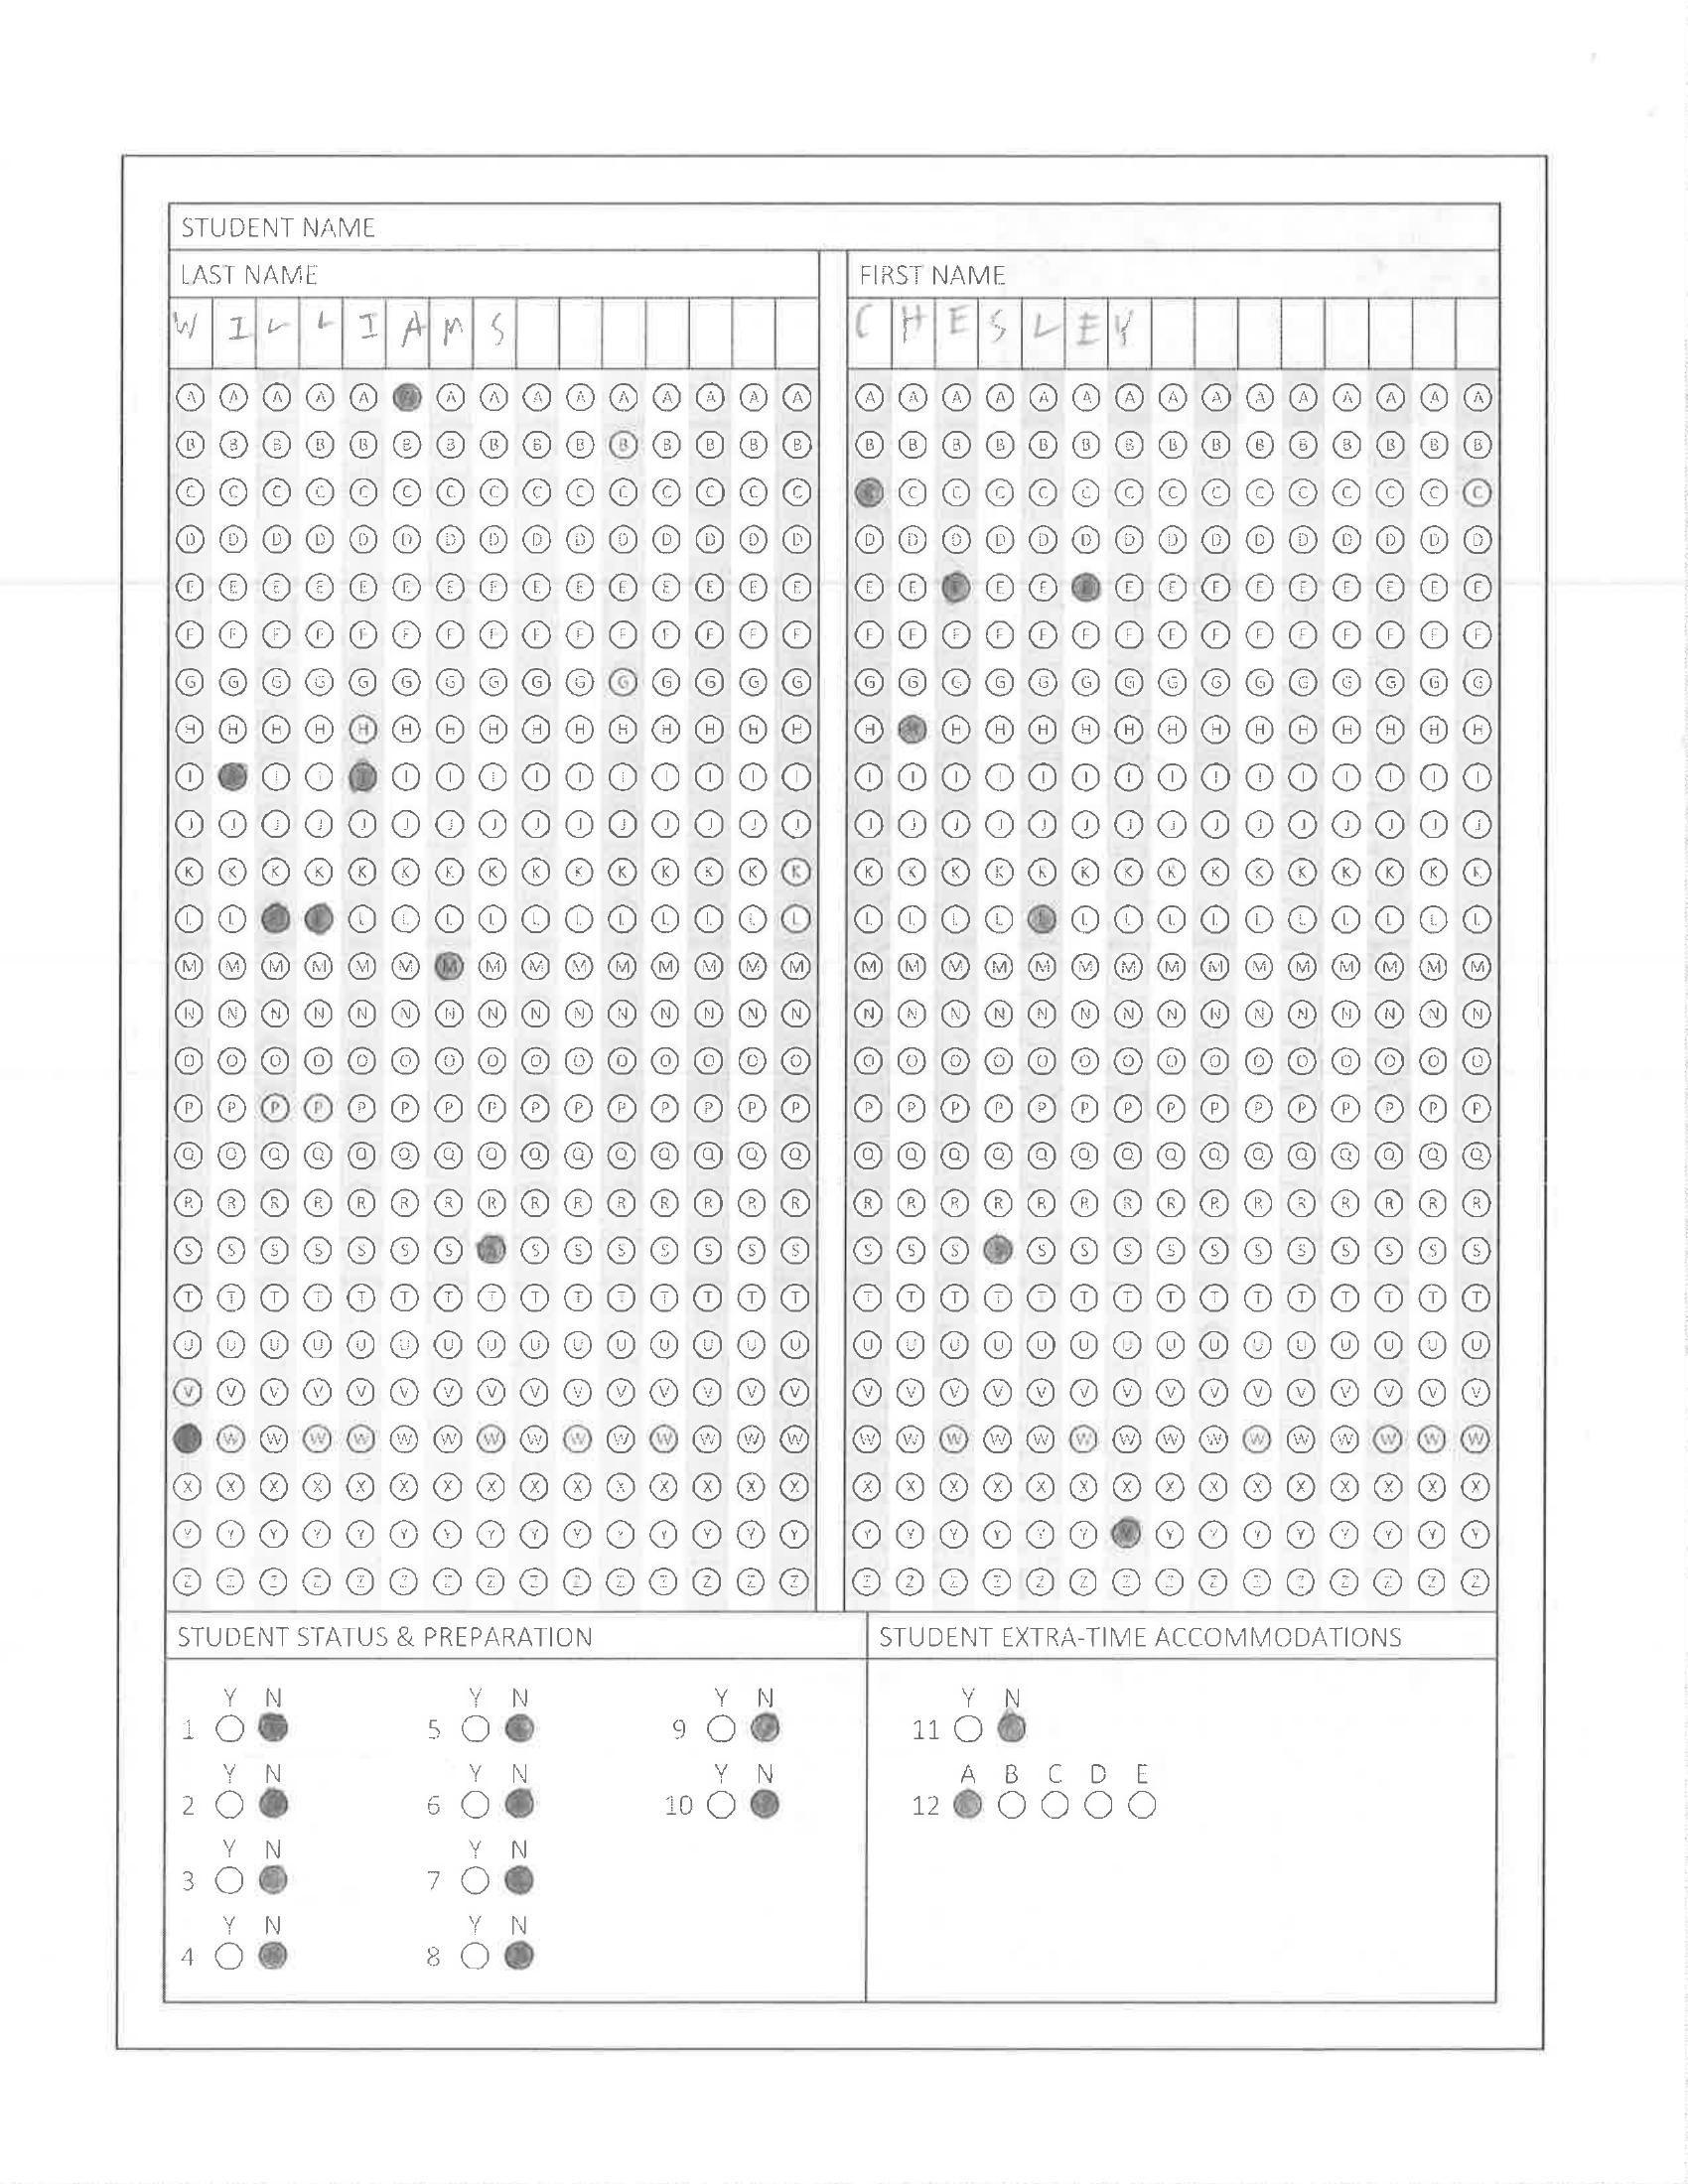 STUDENT NAME
LAST NAME FIRST NAME
W I L L I A M S C H E S L E Y
A A A A A A A A A A A A A A A A A A A A A A A A A A A A A A
B B B B B B B B B B B B B B B B B B B B B B B B B B B B B B
C C C C C C C C C C C C C C C C C C C C C C C C C C C C C C
D D D D D D D D D D D D D D D D D D D D D D D D D D D D D D
E E E E E E E E E E E E E E E E E E E E E E E E E E E E E E
F F F F F F F F F F F F F F F F F F F F F F F F F F F F F F
G G G G G G G G G G G G G G G G G G G G G G G G G G G G G G
H H H H H H H H H H H H H H H H H H H H H H H H H H H H H H
I I I I I I I I I I I I I I I I I I I I I I I I I I I I I I
J J J J J J J J J J J J J J J J J J J J J J J J J J J J J J
K K K K K K K K K K K K K K K K K K K K K K K K K K K K K K
L L L L L L L L L L L L L L L L L L L L L L L L L L L L L L
M M M M M M M M M M M M M M M M M M M M M M M M M M M M M M
N N N N N N N N N N N N N N N N N N N N N N N N N N N N N N
O O O O O O O O O O O O O O O O O O O O O O O O O O O O O O
P P P P P P P P P P P P P P P P P P P P P P P P P P P P P P
Q Q Q Q Q Q Q Q Q Q Q Q Q Q Q Q Q Q Q Q Q Q Q Q Q Q Q Q Q Q
R R R R R R R R R R R R R R R R R R R R R R R R R R R R R R
S S S S S S S S S S S S S S S S S S S S S S S S S S S S S S
T T T T T T T T T T T T T T T T T T T T T T T T T T T T T T
U U U U U U U U U U U U U U U U U U U U U U U U U U U U U U
V V V V V V V V V V V V V V V V V V V V V V V V V V V V V V
W W W W W W W W W W W W W W W W W W W W W W W W W W W W W
X X X X X X X X X X X X X X X X X X X X X X X X X X X X X X
Y Y Y Y Y Y Y Y Y Y Y Y Y Y Y Y Y Y Y Y Y Y Y Y Y Y Y Y Y Y
Z Z Z Z Z Z Z Z Z Z Z Z Z Z Z Z Z Z Z Z Z Z Z Z Z Z Z Z Z Z
STUDENT STATUS & PREPARATION STUDENT EXTRA-TIME ACCOMMODATIONS
Y N Y N Y N Y N
1 5 9 11
Y N Y N Y N A B C D E
2 6 10 12
Y N Y N
3 7
Y N Y N
4 8